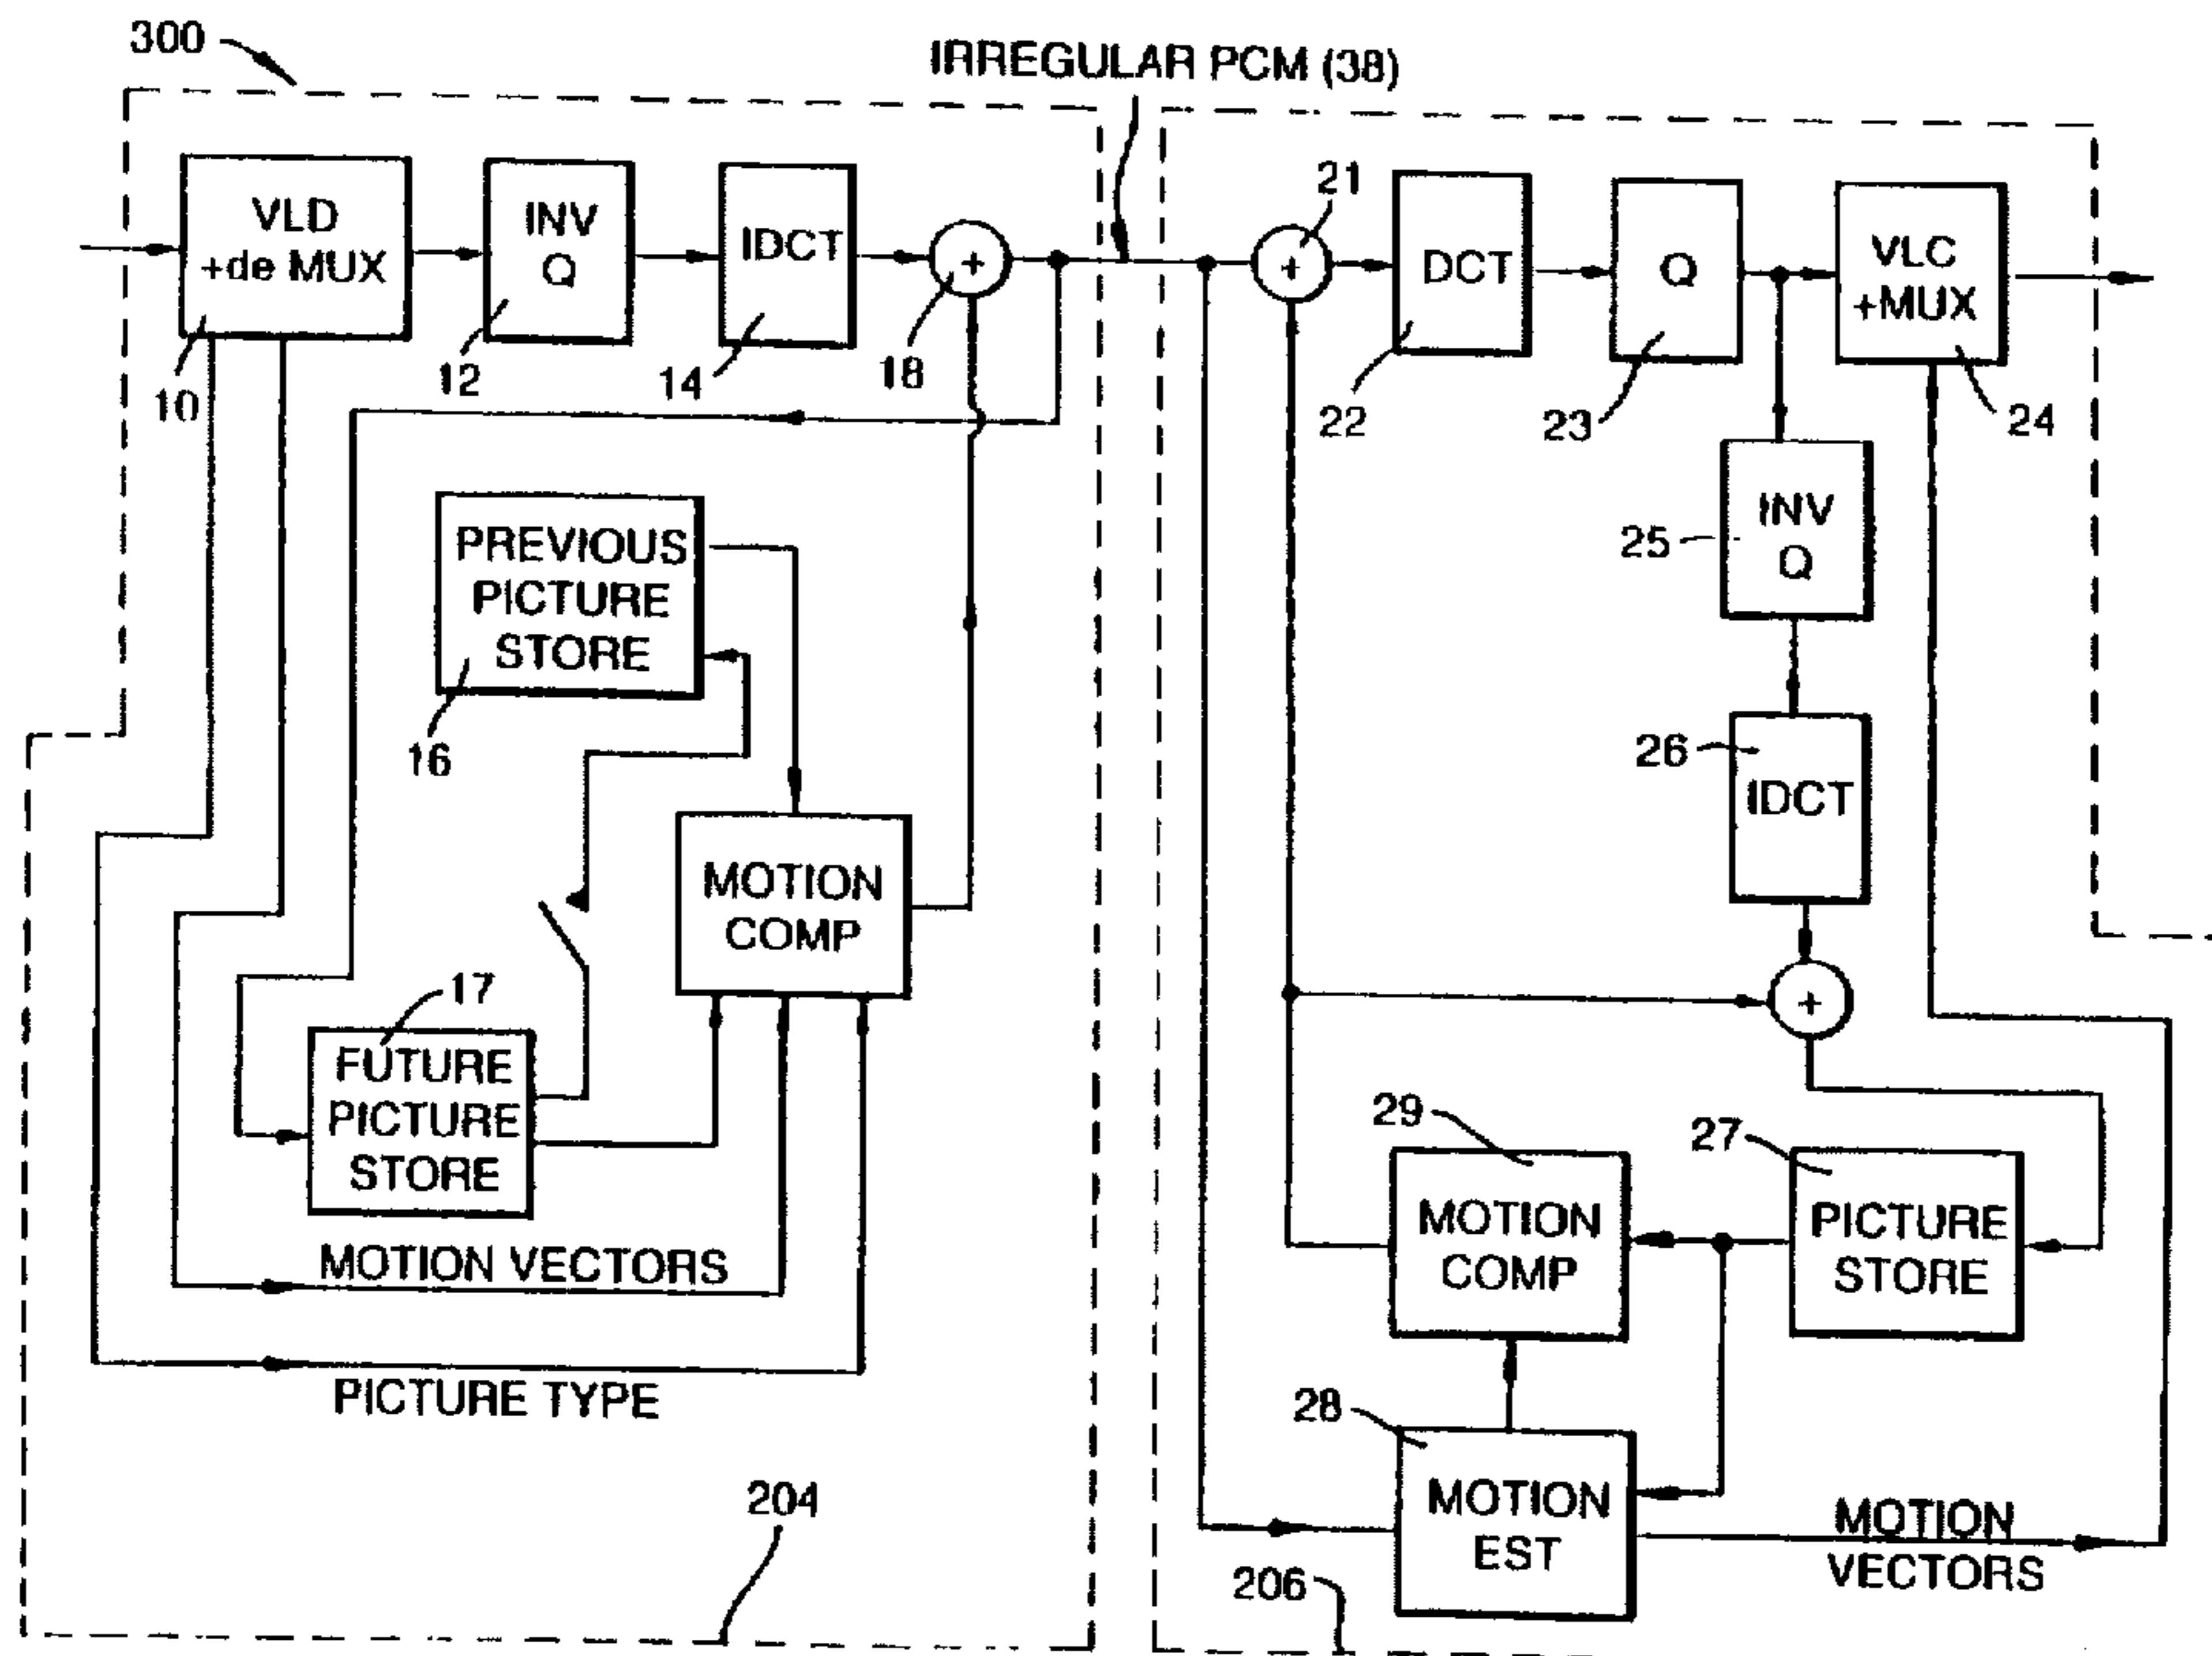 300
IRREGULAR PCM (38)
VLD
+de MUX
10
INV
Q
12
IDCT
14
+
18
+
21
DCT
22
Q
23
VLC
+MUX
24
INV
Q
25
PREVIOUS
PICTURE
STORE
16
26
IDCT
MOTION
COMP
17
FUTURE
PICTURE
STORE
+
29
MOTION
COMP
27
PICTURE
STORE
MOTION VECTORS
PICTURE TYPE
28
MOTION
EST
MOTION
VECTORS
204
206